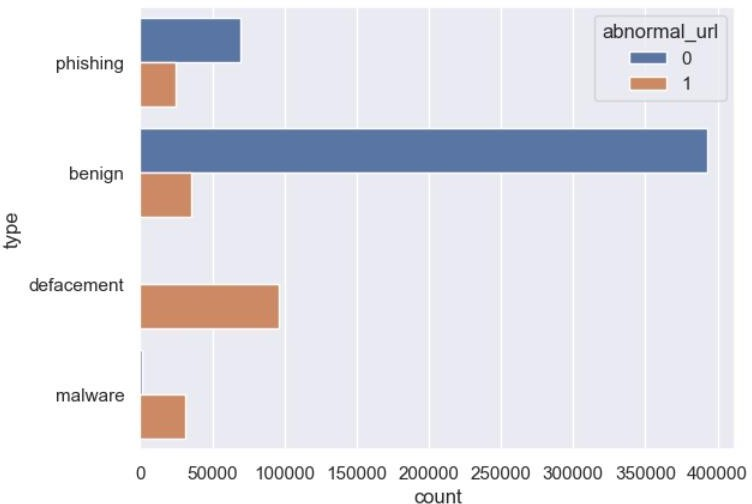 abnormal_url
0
1
phishing
benign
defacement
malware
type
0 50000 100000 150000 200000 250000 300000 350000 400000
count